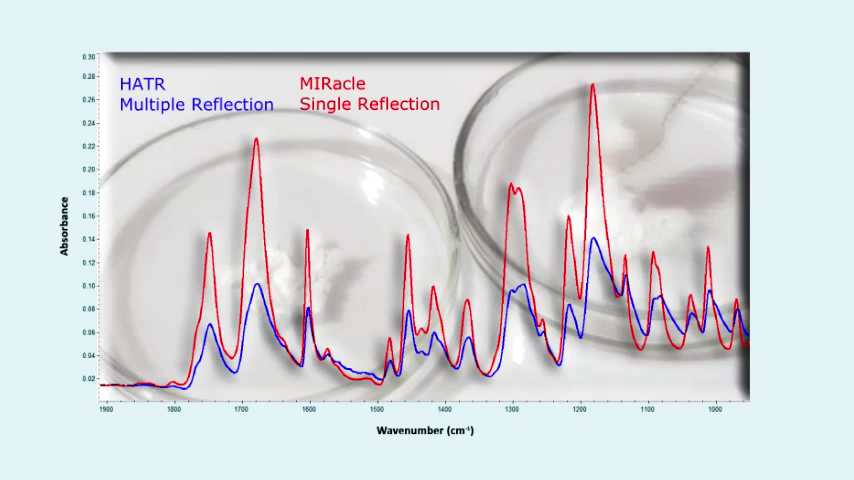 HATR
Multiple Reflection
MIRacle
Single Reflection
Absorbance
0.30
0.28
0.26
0.24
0.22
0.20
0.18
0.16
0.14
0.12
0.10
0.08
0.06
0.04
0.02
1900 1800 1700 1600 1500 1400 1300 1200 1100 1000
Wavenumber (cm⁻¹)